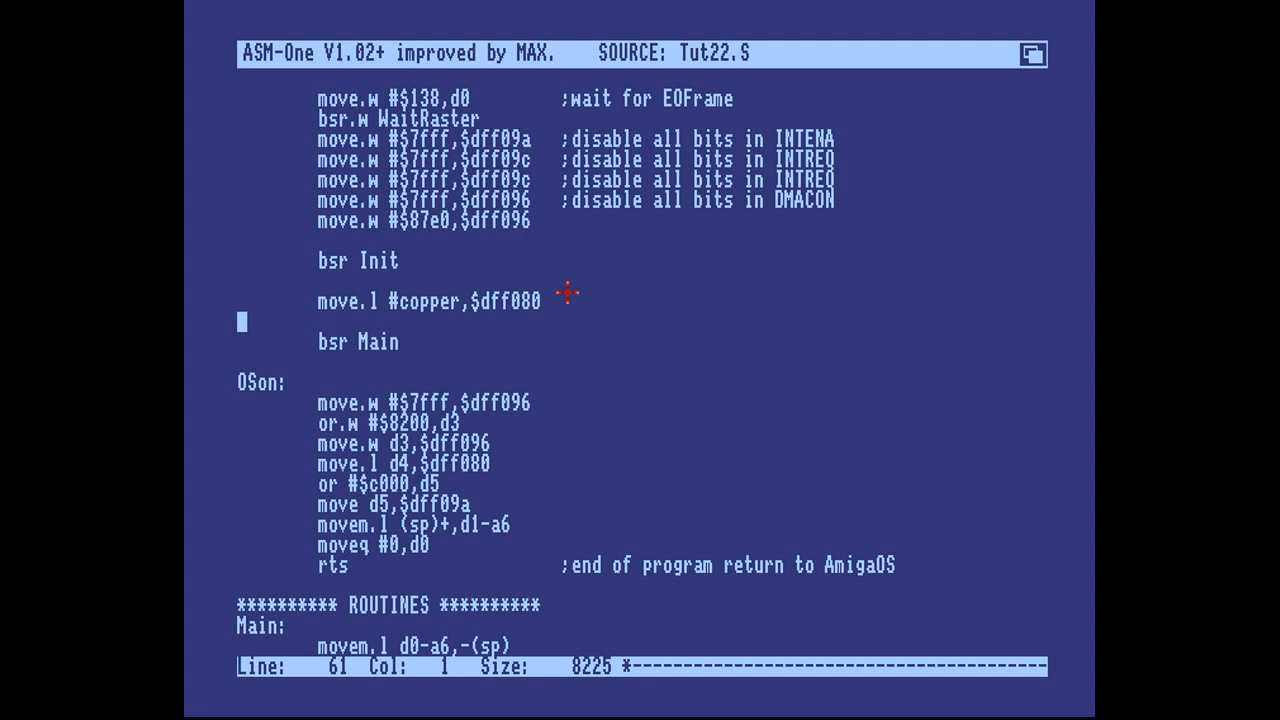 ASM-One V1.02+ improved by MAX. SOURCE: Tut22.S
move.w #$138,d0 ;wait for EOFrame
bsr.w WaitRaster
move.w #$7fff,$dff09a ;disable all bits in INTENA
move.w #$7fff,$dff09c ;disable all bits in INTREQ
move.w #$7fff,$dff09c ;disable all bits in INTREQ
move.w #$7fff,$dff096 ;disable all bits in DMACON
move.w #$87e0,$dff096
bsr Init
move.l #copper,$dff080
bsr Main
OSon:
move.w #$7fff,$dff096
or.w #$8200,d3
move.w d3,$dff096
move.l d4,$dff080
or #$c000,d5
move d5,$dff09a
movem.l (sp)+,d1-a6
moveq #0,d0
rts ;end of program return to AmigaOS
********** ROUTINES **********
Main:
movem.l d0-a6,-(sp)
Line: 61 Col: 1 Size: 8225 *-----------------------------------------